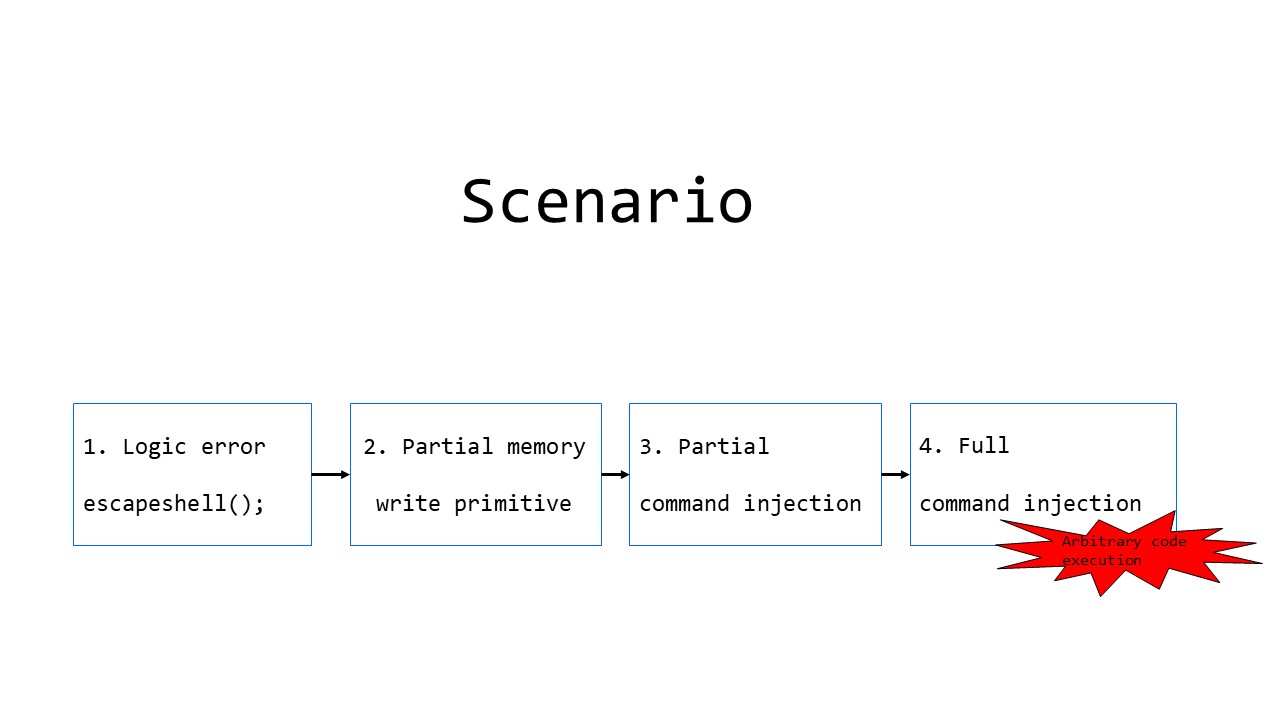 Scenario
1. Logic error
escapeshell();
2. Partial memory
write primitive
3. Partial
command injection
4. Full
command injection
Arbitrary code
execution